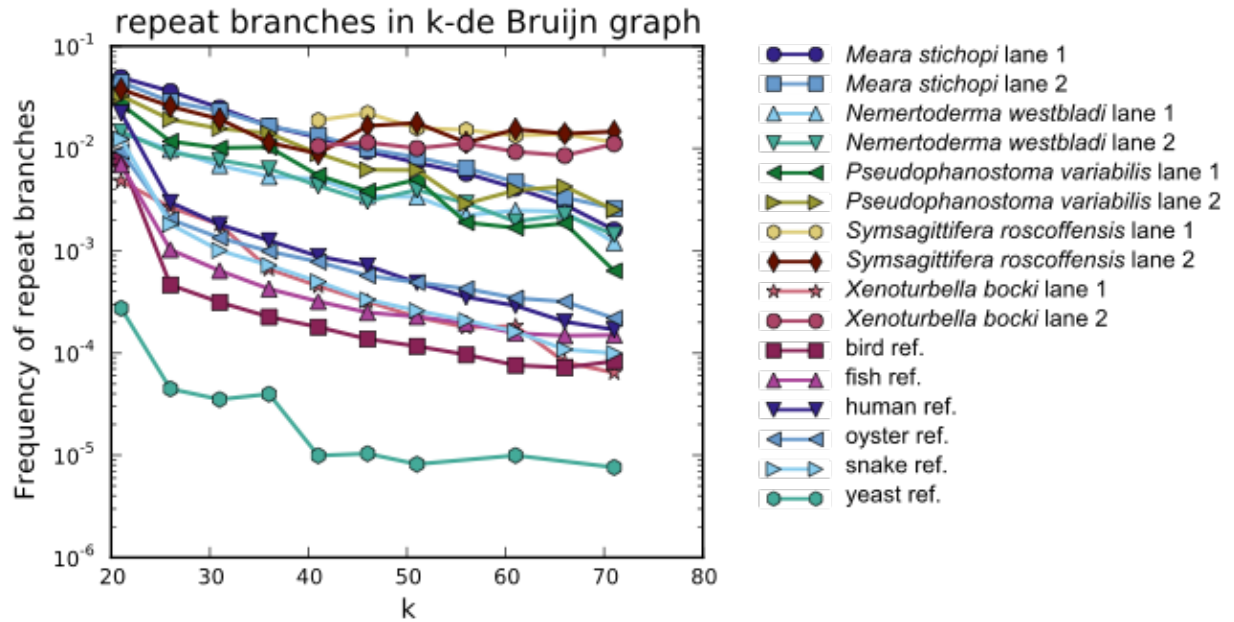 repeat branches in k-de Bruijn graph
Frequency of repeat branches
10⁻¹
10⁻²
10⁻³
10⁻⁴
10⁻⁵
10⁻⁶
20 30 40 50 60 70 80
k
Meara stichopi lane 1
Meara stichopi lane 2
Nemertoderma westbladi lane 1
Nemertoderma westbladi lane 2
Pseudophanostoma variabilis lane 1
Pseudophanostoma variabilis lane 2
Symsagittifera roscoffensis lane 1
Symsagittifera roscoffensis lane 2
Xenoturbella bocki lane 1
Xenoturbella bocki lane 2
bird ref.
fish ref.
human ref.
oyster ref.
snake ref.
yeast ref.